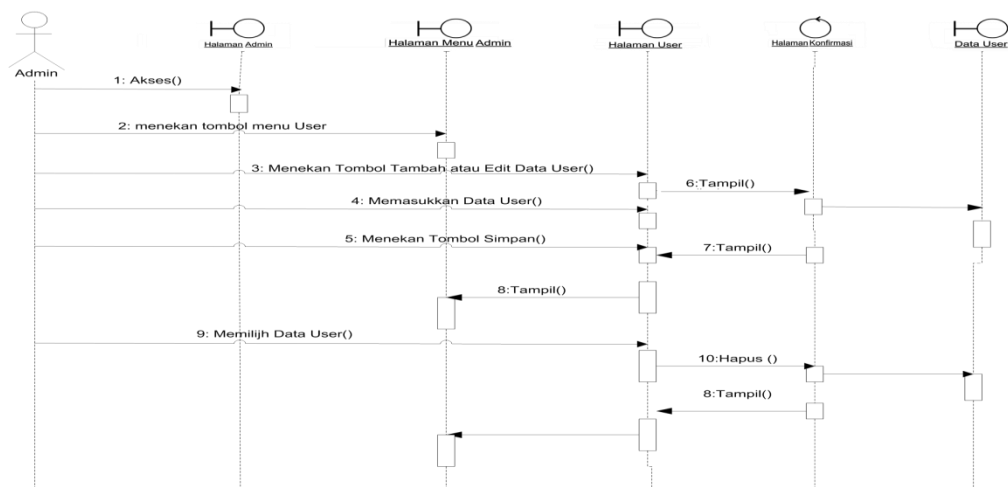 Halaman Admin
Halaman Menu Admin
Halaman User
Halaman Konfirmasi
Data User
Admin
1: Akses()
2: menekan tombol menu User
3: Menekan Tombol Tambah atau Edit Data User()
6:Tampil()
4: Memasukkan Data User()
5: Menekan Tombol Simpan()
7:Tampil()
8:Tampil()
9: Memilijh Data User()
10:Hapus ()
8:Tampil()